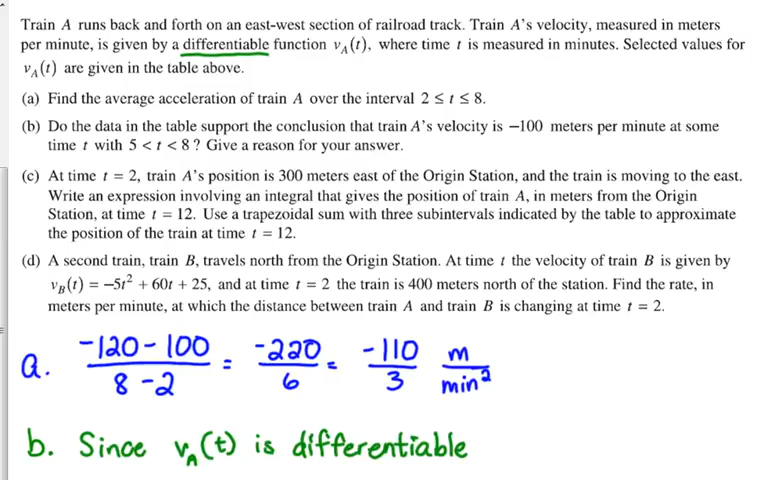 Train A runs back and forth on an east-west section of railroad track. Train A's velocity, measured in meters
per minute, is given by a differentiable function v_A(t), where time t is measured in minutes. Selected values for
v_A(t) are given in the table above.
(a) Find the average acceleration of train A over the interval 2 ≤ t ≤ 8.
(b) Do the data in the table support the conclusion that train A's velocity is −100 meters per minute at some
time t with 5 < t < 8 ? Give a reason for your answer.
(c) At time t = 2, train A's position is 300 meters east of the Origin Station, and the train is moving to the east.
Write an expression involving an integral that gives the position of train A, in meters from the Origin
Station, at time t = 12. Use a trapezoidal sum with three subintervals indicated by the table to approximate
the position of the train at time t = 12.
(d) A second train, train B, travels north from the Origin Station. At time t the velocity of train B is given by
v_B(t) = −5t² + 60t + 25, and at time t = 2 the train is 400 meters north of the station. Find the rate, in
meters per minute, at which the distance between train A and train B is changing at time t = 2.
a. (-120 - 100)/(8 - 2) = -220/6 = -110/3 m/min²
b. Since v_A(t) is differentiable